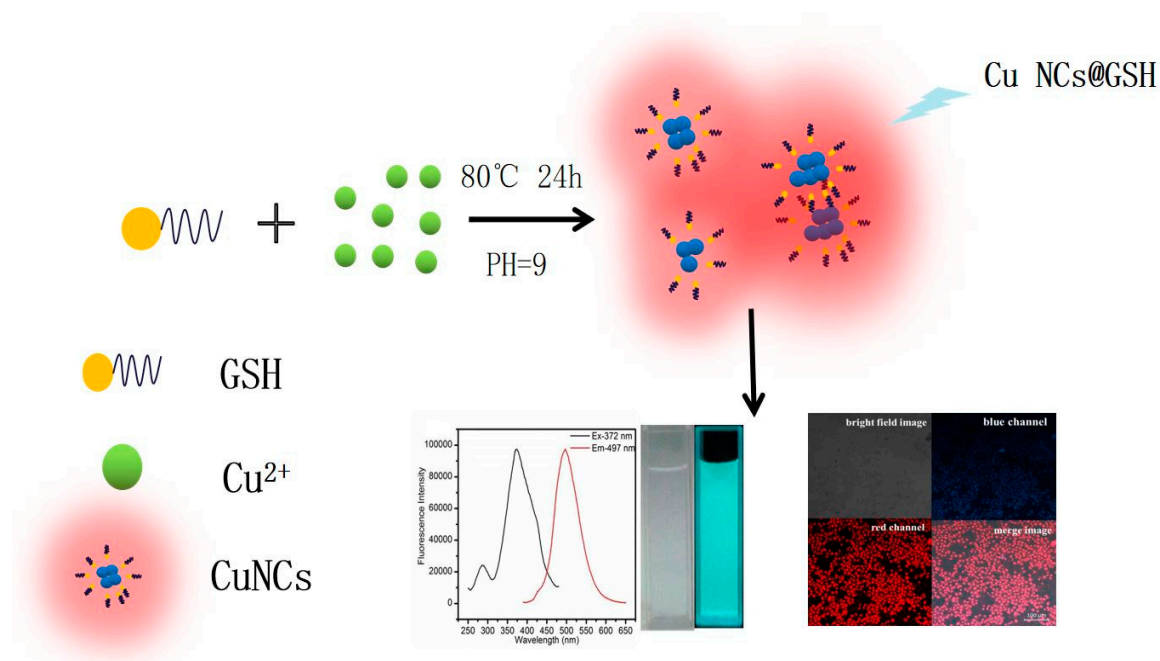 Cu NCs@GSH
80℃ 24h
PH=9
GSH
Cu²⁺
CuNCs
Ex-372 nm
Em-497 nm
Fluorescence Intensity
100000
80000
60000
40000
20000
0
250 300 350 400 450 500 550 600 650
Wavelength (nm)
bright field image
blue channel
red channel
merge image
100 μm